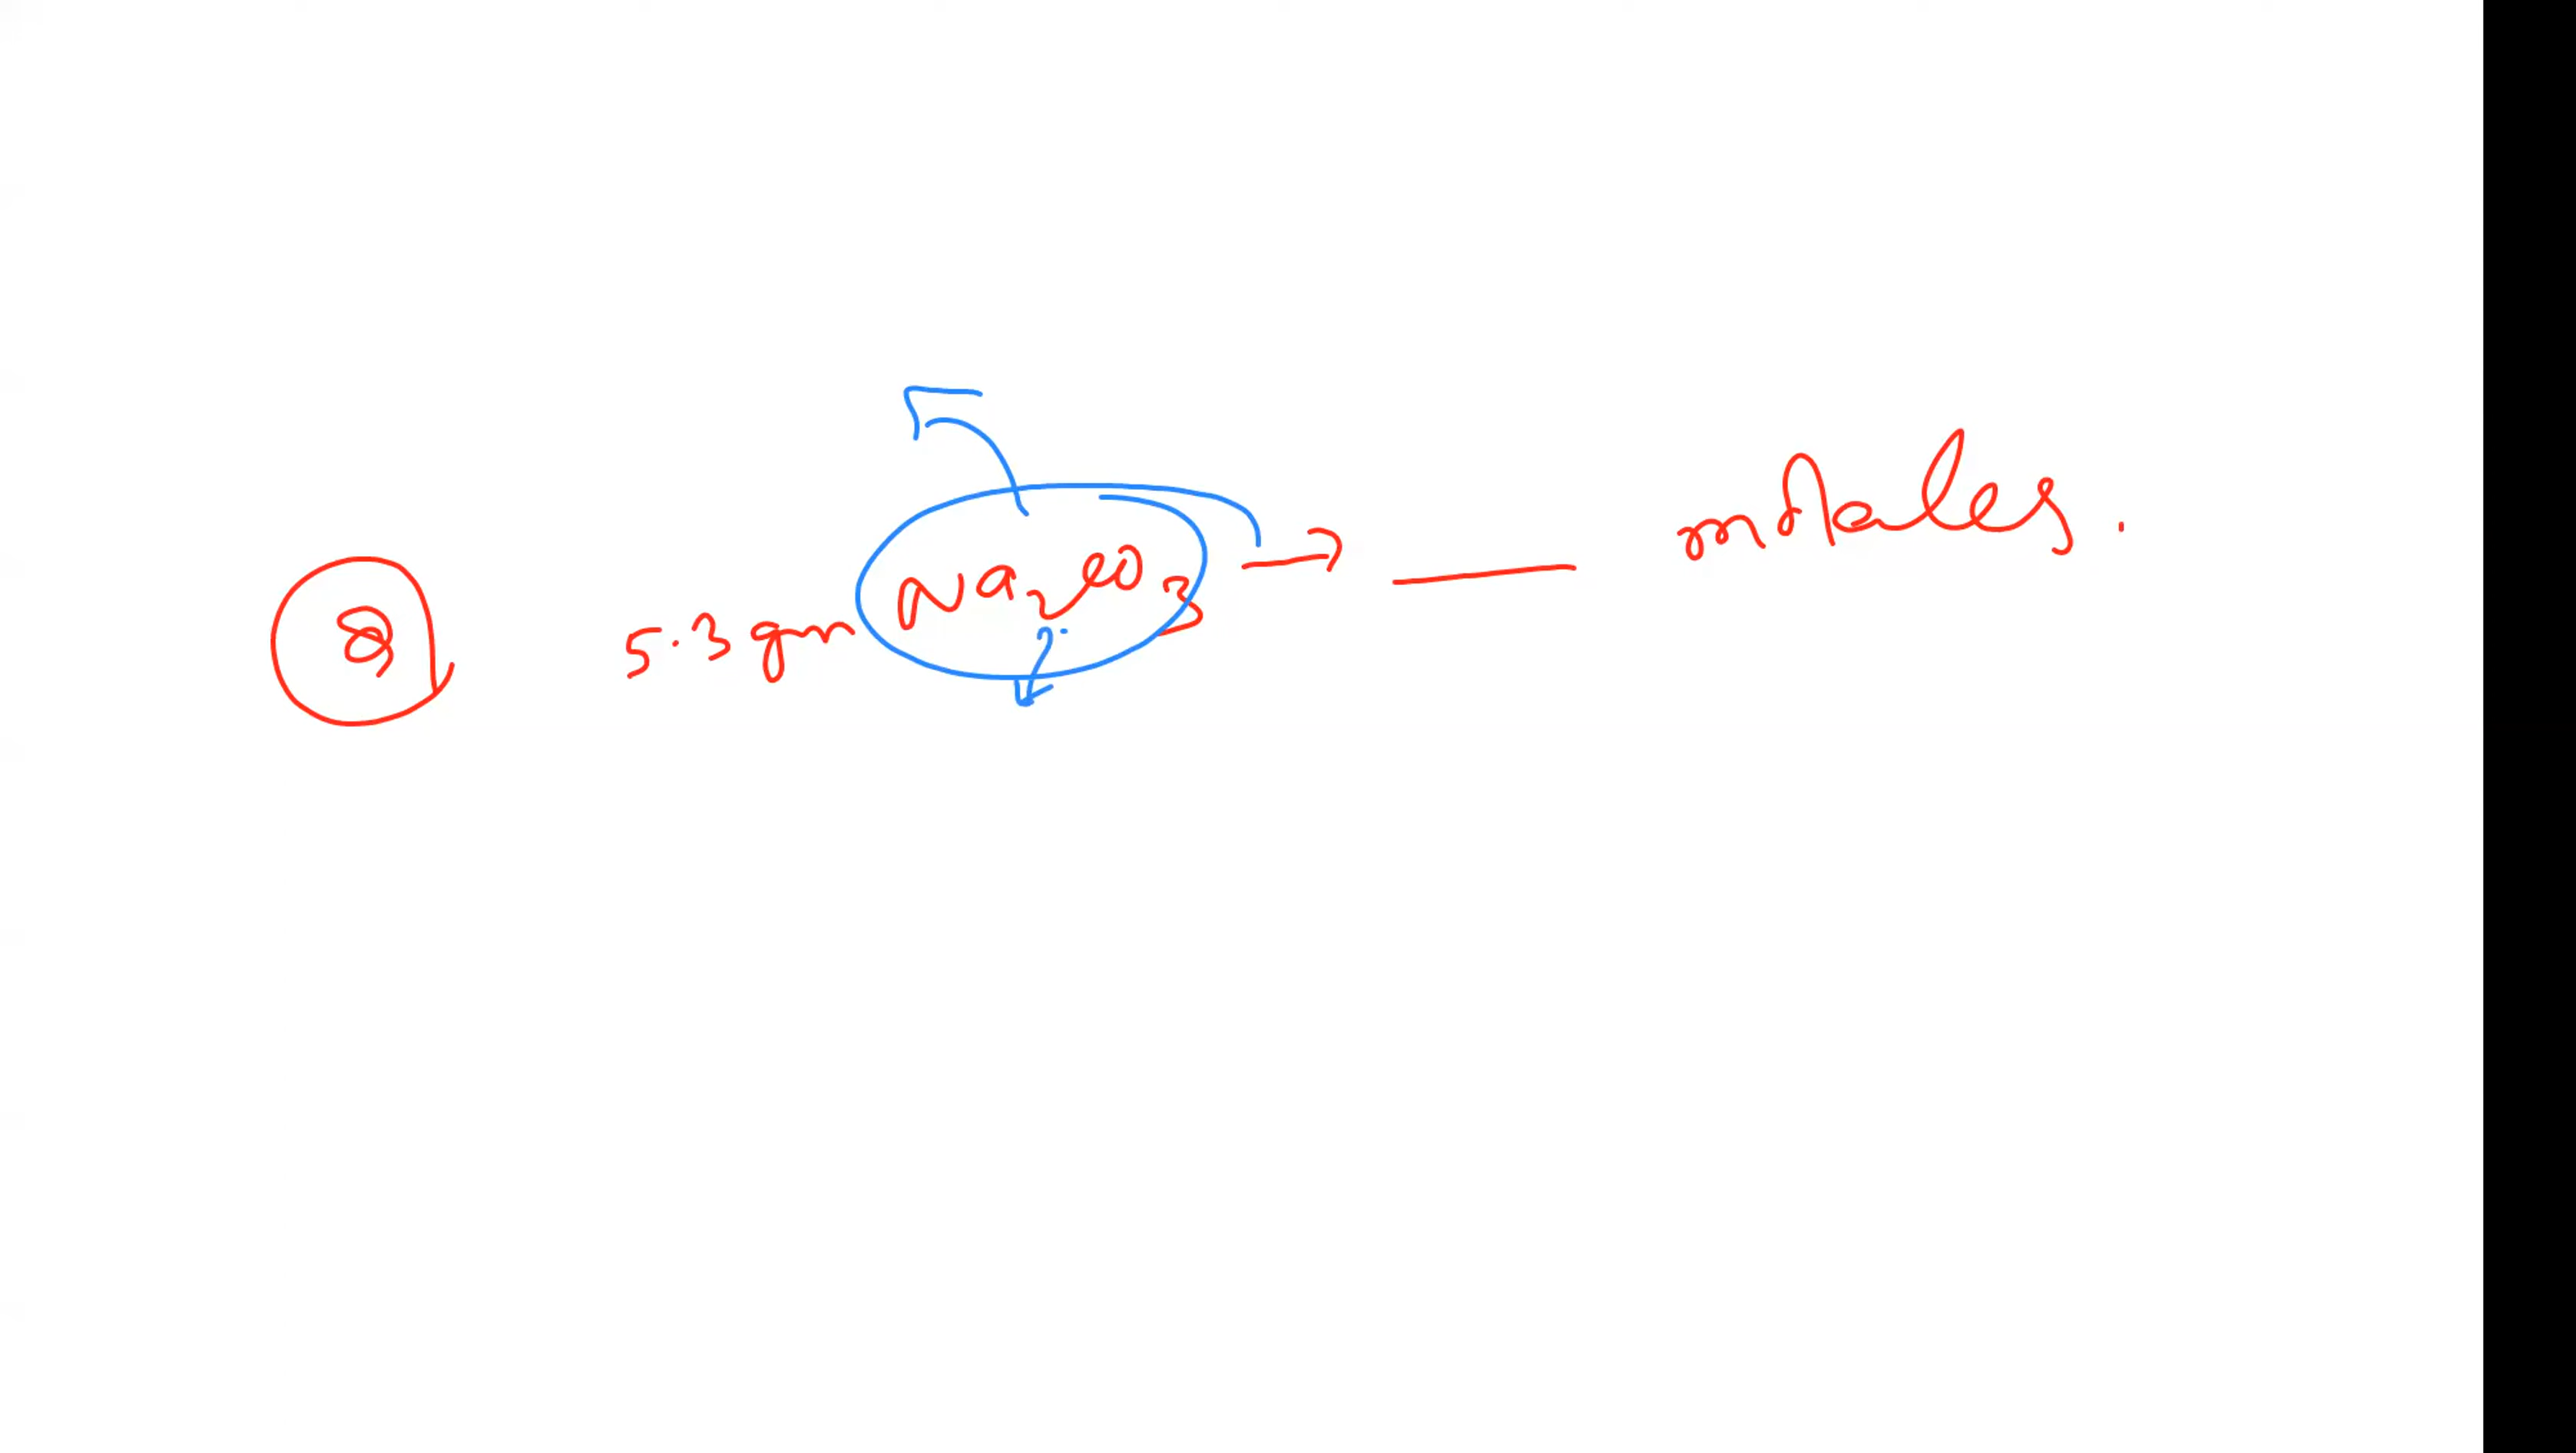 Q 5.3 gm Na2CO3 → ___ moles.